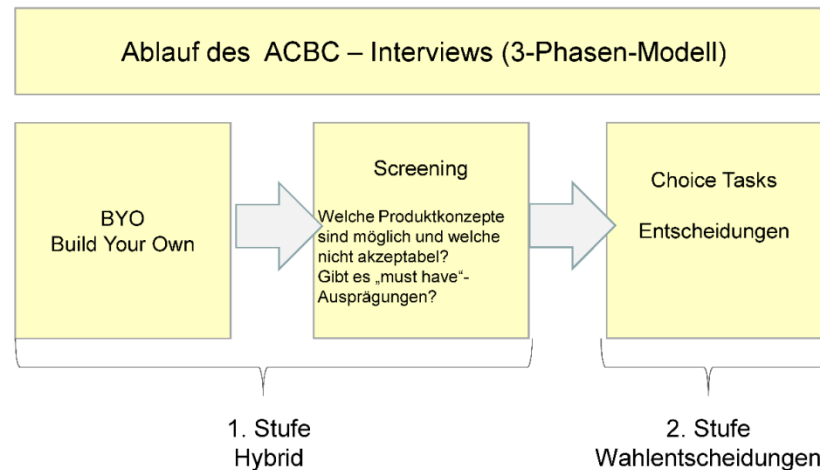 Ablauf des ACBC – Interviews (3-Phasen-Modell)
BYO
Build Your Own
Screening
Welche Produktkonzepte
sind möglich und welche
nicht akzeptabel?
Gibt es „must have“-
Ausprägungen?
Choice Tasks
Entscheidungen
1. Stufe
Hybrid
2. Stufe
Wahlentscheidungen